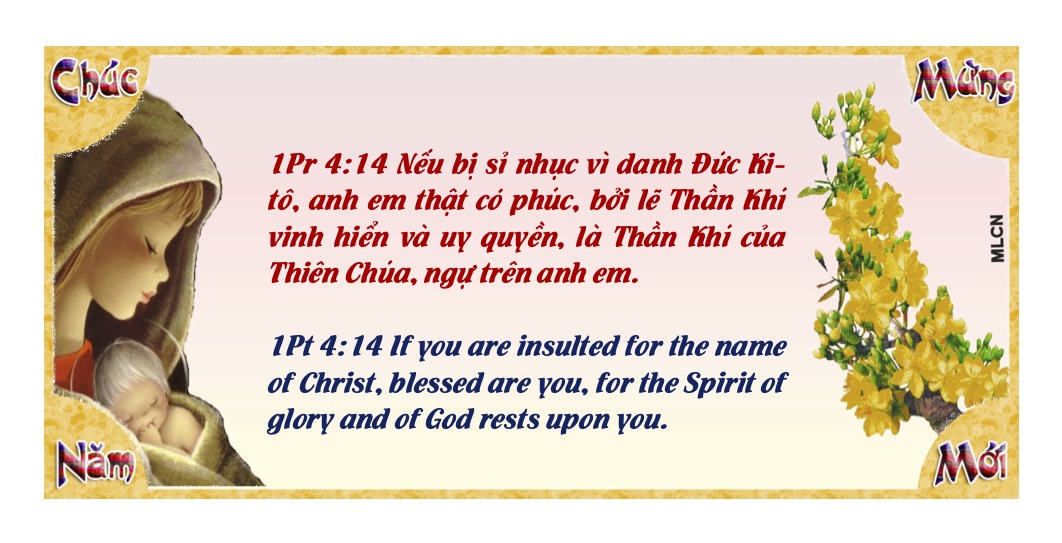 Chúc
Mừng
1Pr 4:14 Nếu bị sỉ nhục vì danh Đức Ki-
tô, anh em thật có phúc, bởi lẽ Thần Khí
vinh hiển và uy quyền, là Thần Khí của
Thiên Chúa, ngự trên anh em.
MLCN
1Pt 4:14 If you are insulted for the name
of Christ, blessed are you, for the Spirit of
glory and of God rests upon you.
Năm
Mới